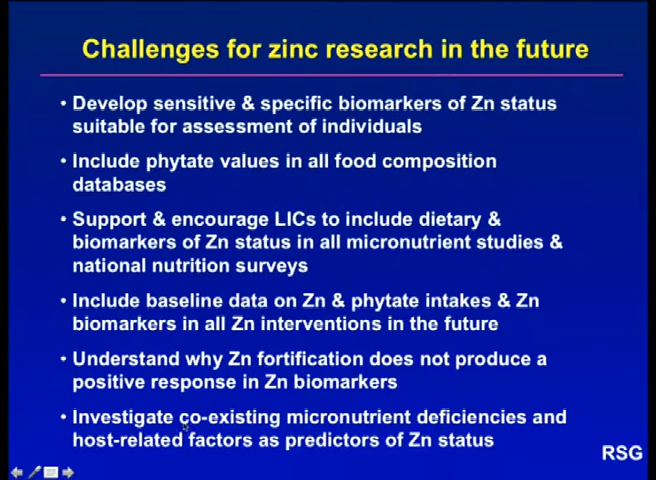 Challenges for zinc research in the future
• Develop sensitive & specific biomarkers of Zn status
suitable for assessment of individuals
• Include phytate values in all food composition
databases
• Support & encourage LICs to include dietary &
biomarkers of Zn status in all micronutrient studies &
national nutrition surveys
• Include baseline data on Zn & phytate intakes & Zn
biomarkers in all Zn interventions in the future
• Understand why Zn fortification does not produce a
positive response in Zn biomarkers
• Investigate co-existing micronutrient deficiencies and
host-related factors as predictors of Zn status
RSG